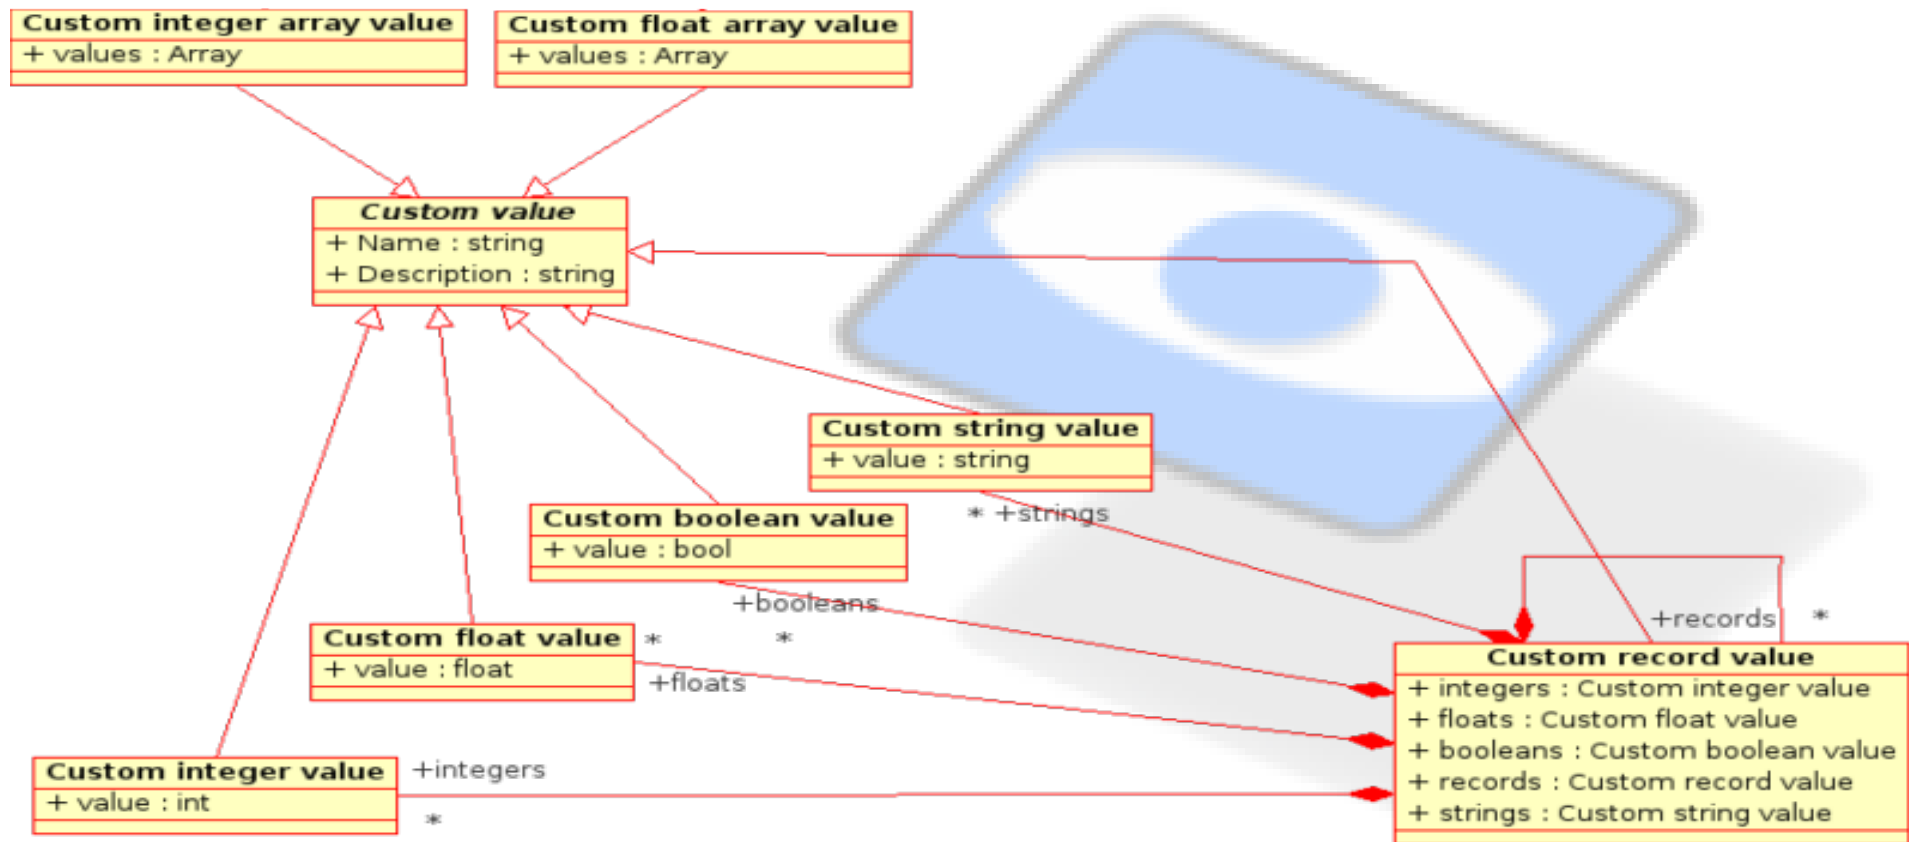 Custom integer array value
+ values : Array
Custom float array value
+ values : Array
Custom value
+ Name : string
+ Description : string
Custom string value
+ value : string
* +strings
Custom boolean value
+ value : bool
+booleans
*
Custom float value
+ value : float
*
+floats
+records *
Custom record value
+ integers : Custom integer value
+ floats : Custom float value
+ booleans : Custom boolean value
+ records : Custom record value
+ strings : Custom string value
Custom integer value
+ value : int
+integers
*